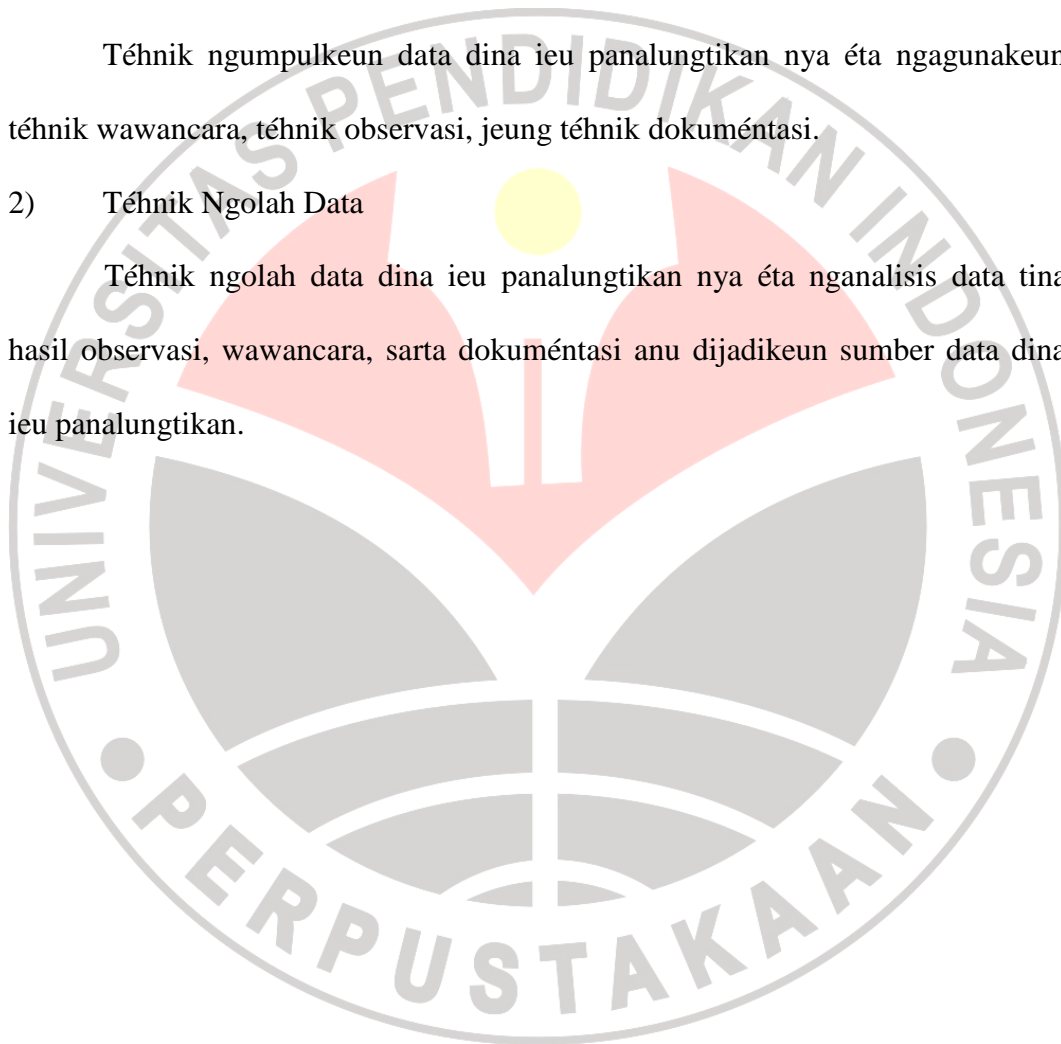 Téhnik ngumpulkeun data dina ieu panalungtikan nya éta ngagunakeun
téhnik wawancara, téhnik observasi, jeung téhnik dokuméntasi.
2) Téhnik Ngolah Data
Téhnik ngolah data dina ieu panalungtikan nya éta nganalisis data tina
hasil observasi, wawancara, sarta dokuméntasi anu dijadikeun sumber data dina
ieu panalungtikan.
UNIVERSITAS PENDIDIKAN INDONESIA
PERPUSTAKAAN